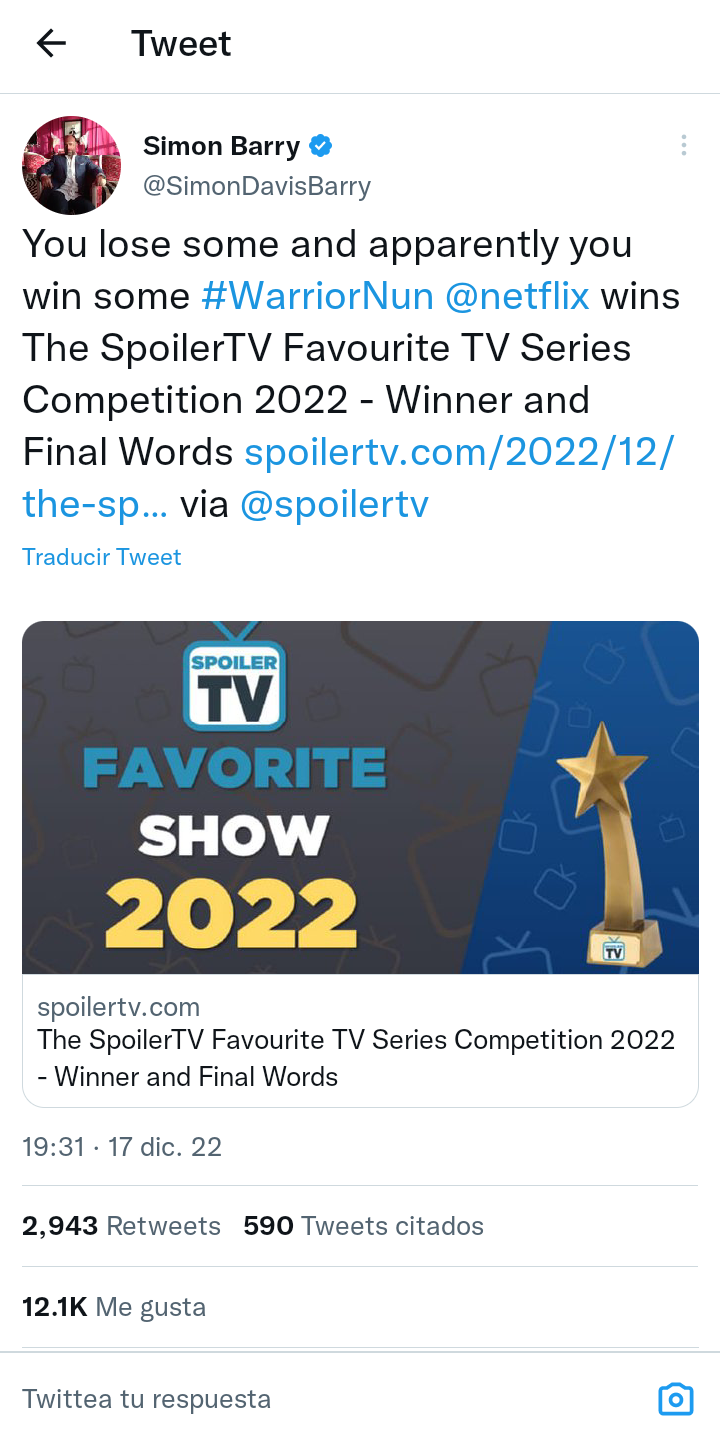 Tweet
Simon Barry
@SimonDavisBarry
You lose some and apparently you
win some #WarriorNun @netflix wins
The SpoilerTV Favourite TV Series
Competition 2022 - Winner and
Final Words spoilertv.com/2022/12/
the-sp... via @spoilertv
Traducir Tweet
SPOILER
TV
FAVORITE
SHOW
2022
TV
spoilertv.com
The SpoilerTV Favourite TV Series Competition 2022
- Winner and Final Words
19:31 · 17 dic. 22
2,943 Retweets 590 Tweets citados
12.1K Me gusta
Twittea tu respuesta